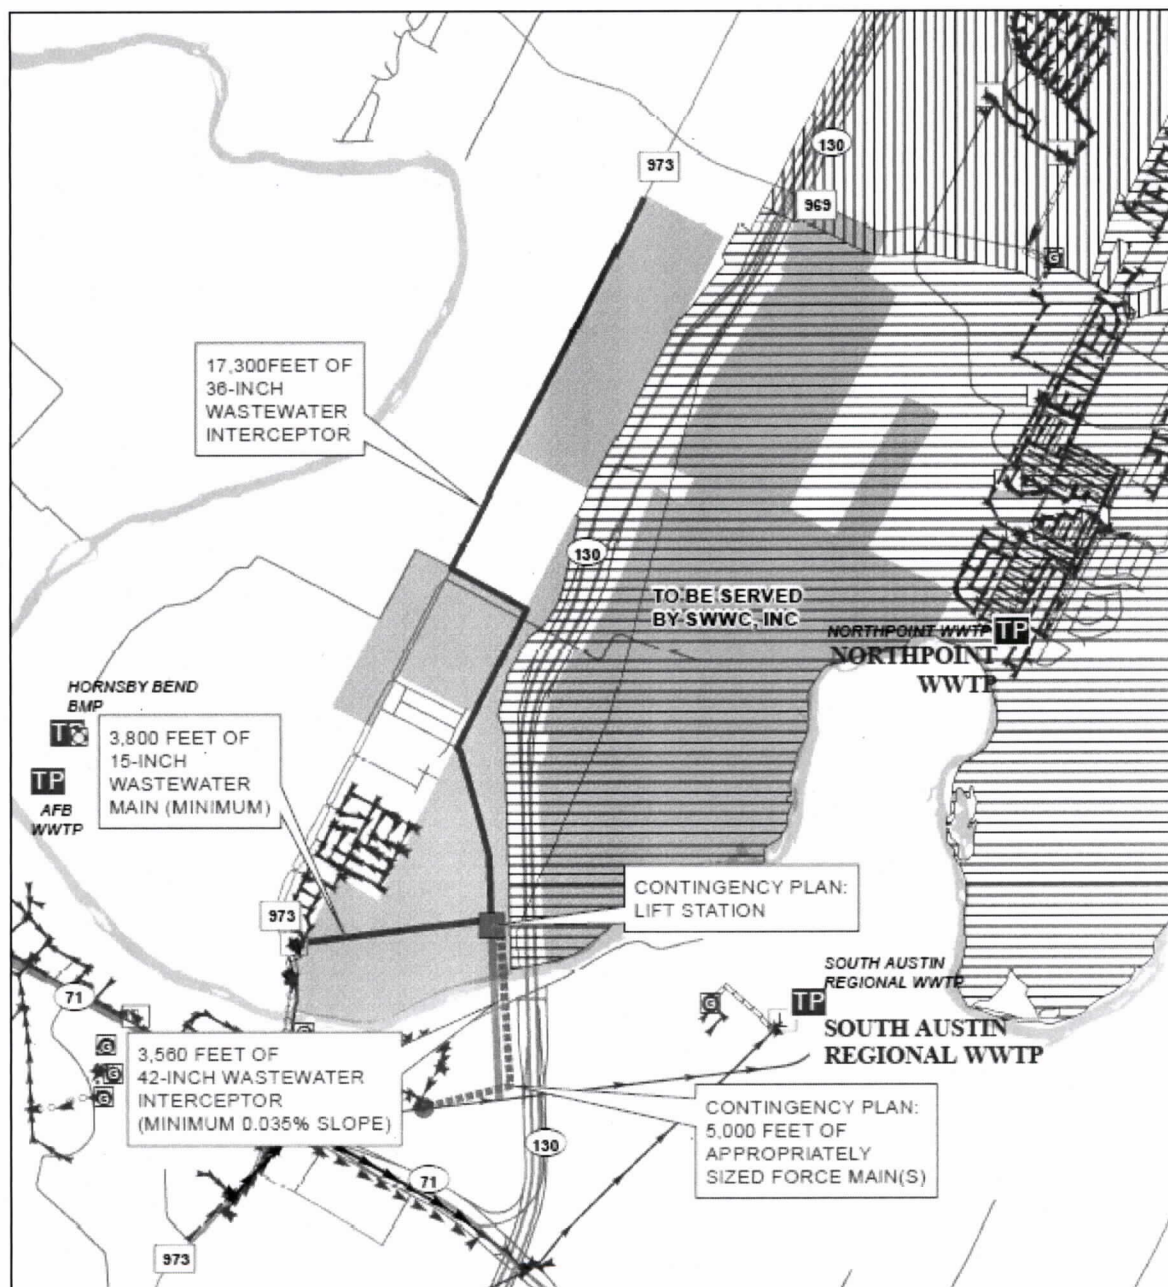 130
973
969
17,300FEET OF
36-INCH
WASTEWATER
INTERCEPTOR
130
TO BE SERVED
BY SWWC, INC
NORTHPOINT WWTP
TP
NORTHPOINT
WWTP
G
HORNSBY BEND
BMP
TP
AFB
WWTP
3,800 FEET OF
15-INCH
WASTEWATER
MAIN (MINIMUM)
CONTINGENCY PLAN:
LIFT STATION
973
71
SOUTH AUSTIN
REGIONAL WWTP
G
TP
SOUTH AUSTIN
REGIONAL WWTP
G
G
G
G
3,560 FEET OF
42-INCH WASTEWATER
INTERCEPTOR
(MINIMUM 0.035% SLOPE)
CONTINGENCY PLAN:
5,000 FEET OF
APPROPRIATELY
SIZED FORCE MAIN(S)
130
71
973